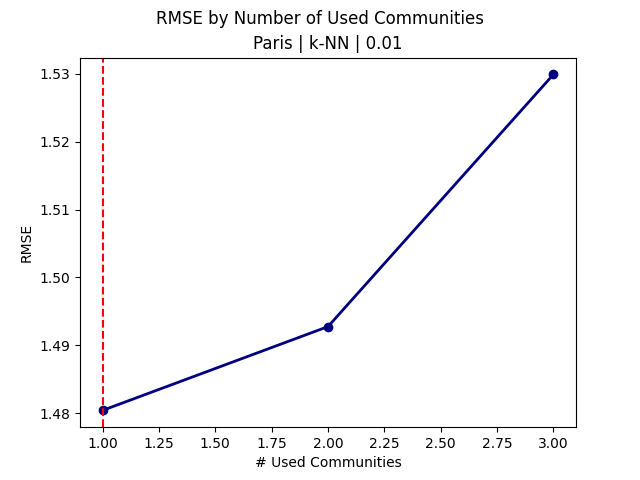 RMSE by Number of Used Communities
Paris | k-NN | 0.01
1.53
1.52
1.51
1.50
1.49
1.48
RMSE
1.00 1.25 1.50 1.75 2.00 2.25 2.50 2.75 3.00
# Used Communities